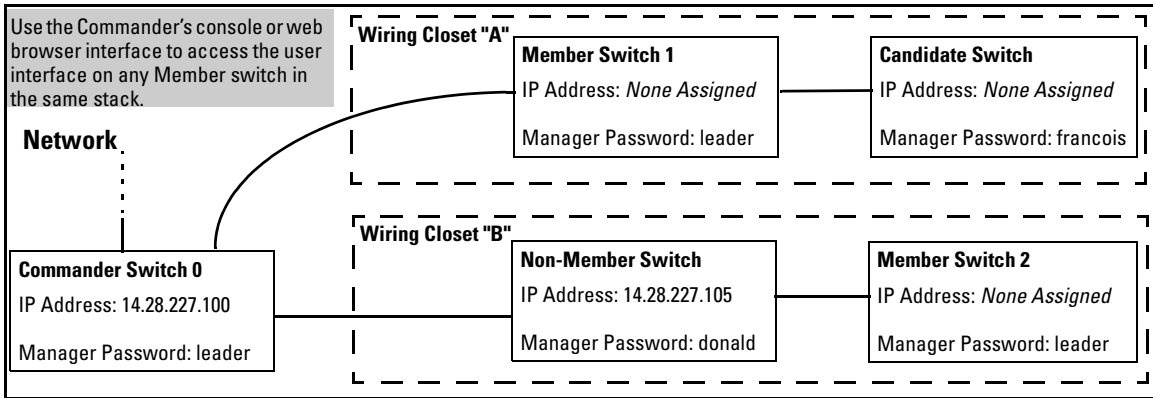 Use the Commander's console or web
browser interface to access the user
interface on any Member switch in
the same stack.
Network
Wiring Closet "A"
Member Switch 1
IP Address: None Assigned
Manager Password: leader
Candidate Switch
IP Address: None Assigned
Manager Password: francois
Wiring Closet "B"
Commander Switch 0
IP Address: 14.28.227.100
Manager Password: leader
Non-Member Switch
IP Address: 14.28.227.105
Manager Password: donald
Member Switch 2
IP Address: None Assigned
Manager Password: leader